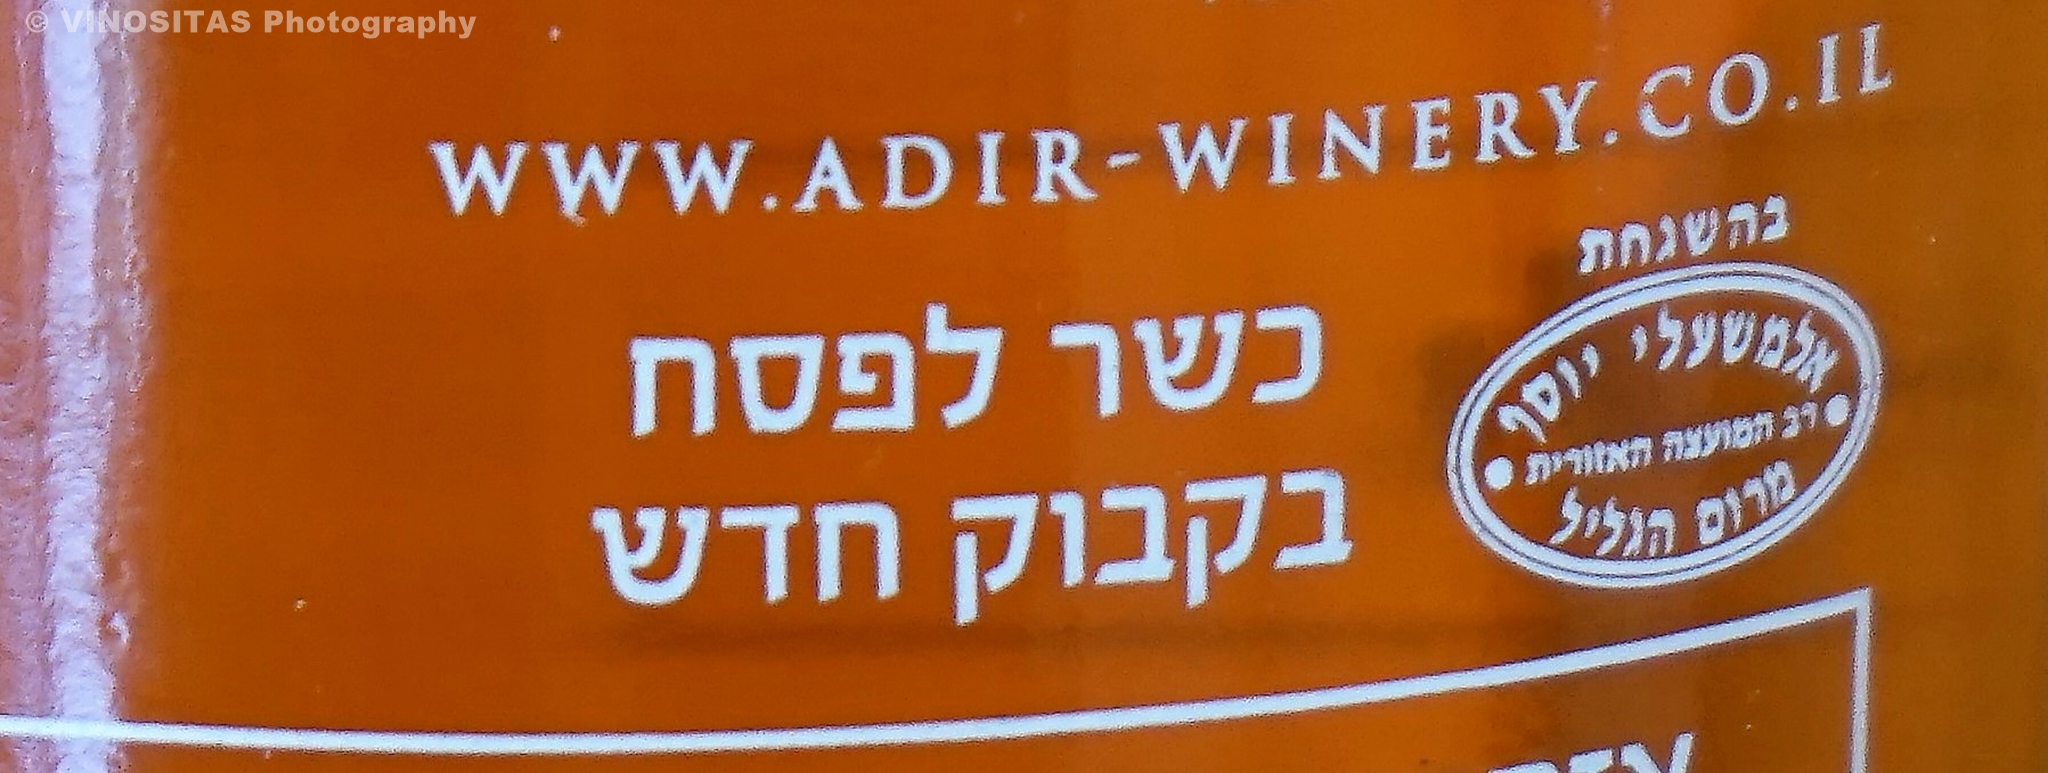 © VINOSITAS Photography
WWW.ADIR-WINERY.CO.IL
בהשגחת
אלמשעלי יוסף
רב המועצה האזורית
מרום הגליל
כשר לפסח
בקבוק חדש